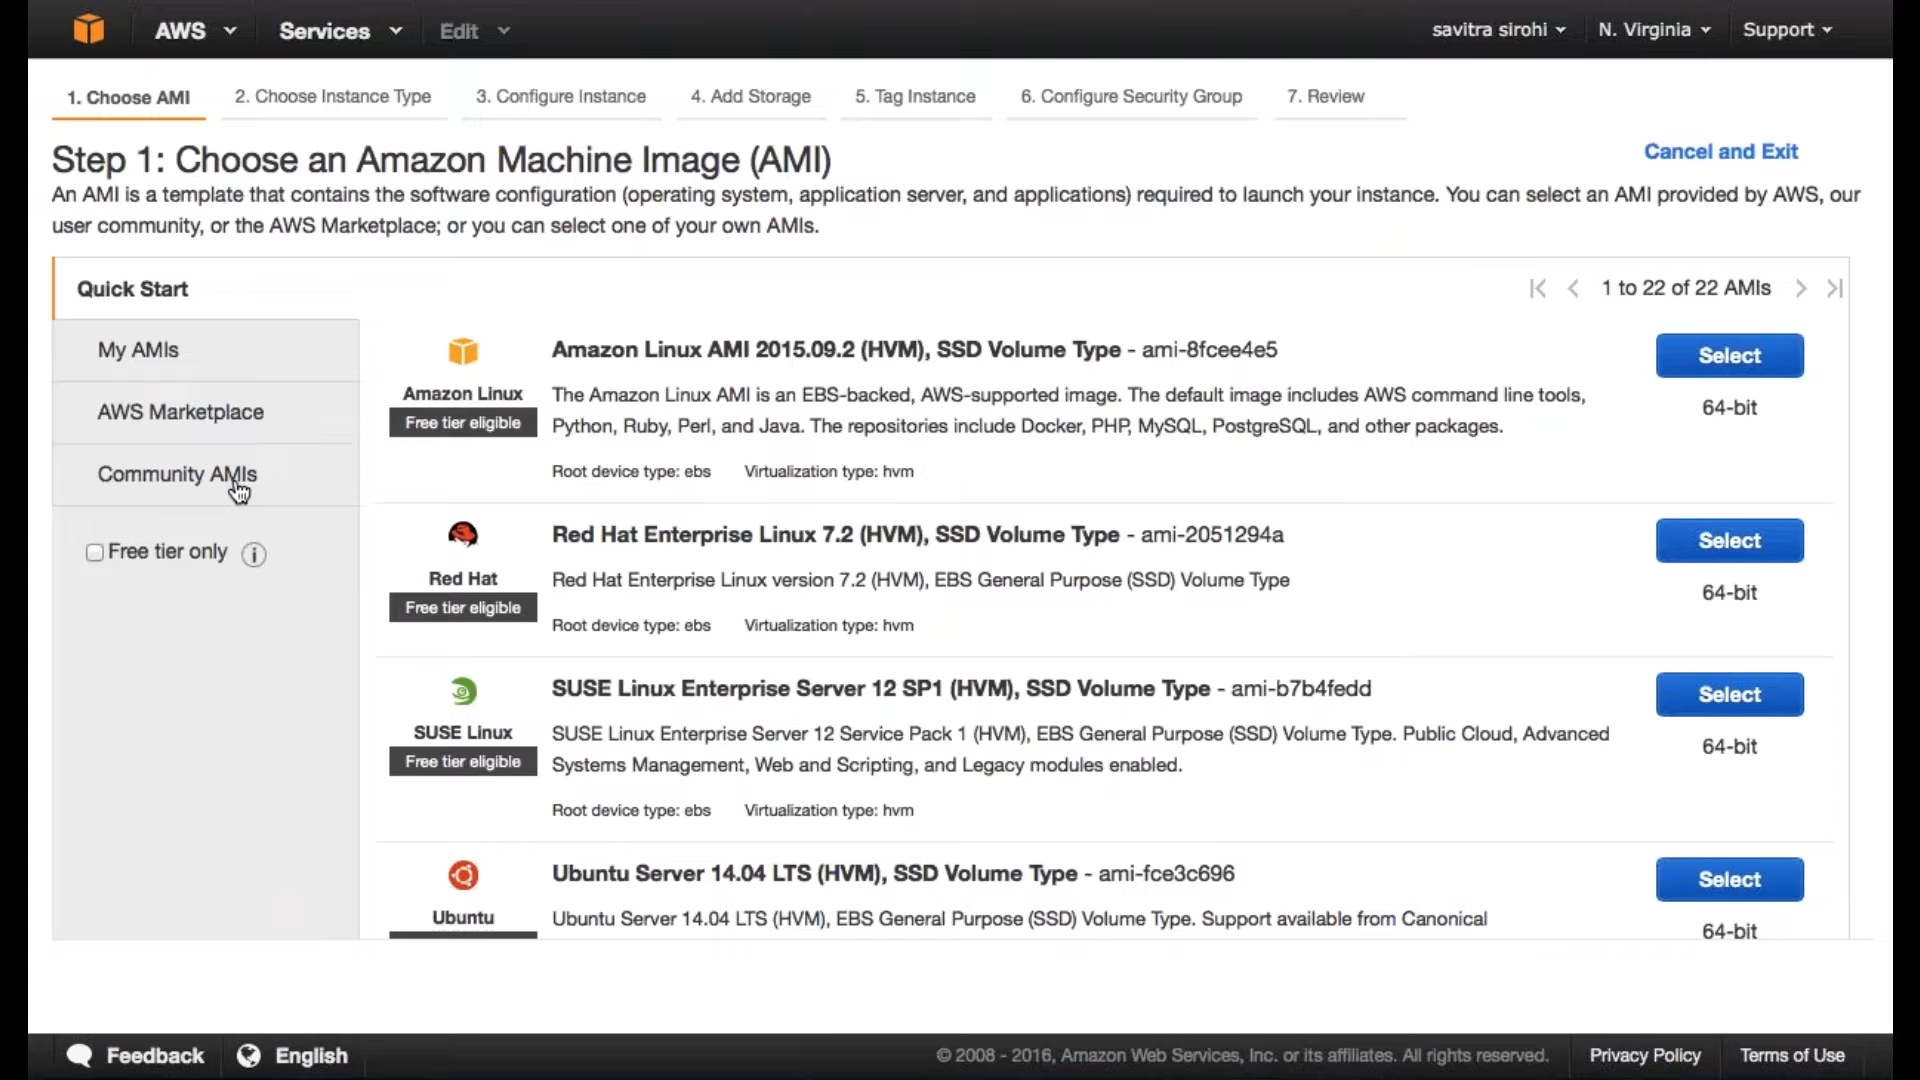 AWS Services Edit savitra sirohi N. Virginia Support
1. Choose AMI 2. Choose Instance Type 3. Configure Instance 4. Add Storage 5. Tag Instance 6. Configure Security Group 7. Review
Step 1: Choose an Amazon Machine Image (AMI)
Cancel and Exit
An AMI is a template that contains the software configuration (operating system, application server, and applications) required to launch your instance. You can select an AMI provided by AWS, our
user community, or the AWS Marketplace; or you can select one of your own AMIs.
Quick Start
1 to 22 of 22 AMIs
My AMIs
AWS Marketplace
Community AMIs
Free tier only
Amazon Linux AMI 2015.09.2 (HVM), SSD Volume Type - ami-8fcee4e5
Select
Amazon Linux
Free tier eligible
The Amazon Linux AMI is an EBS-backed, AWS-supported image. The default image includes AWS command line tools,
Python, Ruby, Perl, and Java. The repositories include Docker, PHP, MySQL, PostgreSQL, and other packages.
64-bit
Root device type: ebs Virtualization type: hvm
Red Hat Enterprise Linux 7.2 (HVM), SSD Volume Type - ami-2051294a
Select
Red Hat
Free tier eligible
Red Hat Enterprise Linux version 7.2 (HVM), EBS General Purpose (SSD) Volume Type
64-bit
Root device type: ebs Virtualization type: hvm
SUSE Linux Enterprise Server 12 SP1 (HVM), SSD Volume Type - ami-b7b4fedd
Select
SUSE Linux
Free tier eligible
SUSE Linux Enterprise Server 12 Service Pack 1 (HVM), EBS General Purpose (SSD) Volume Type. Public Cloud, Advanced
Systems Management, Web and Scripting, and Legacy modules enabled.
64-bit
Root device type: ebs Virtualization type: hvm
Ubuntu Server 14.04 LTS (HVM), SSD Volume Type - ami-fce3c696
Select
Ubuntu
Ubuntu Server 14.04 LTS (HVM), EBS General Purpose (SSD) Volume Type. Support available from Canonical
64-bit
Feedback English © 2008 - 2016, Amazon Web Services, Inc. or its affiliates. All rights reserved. Privacy Policy Terms of Use